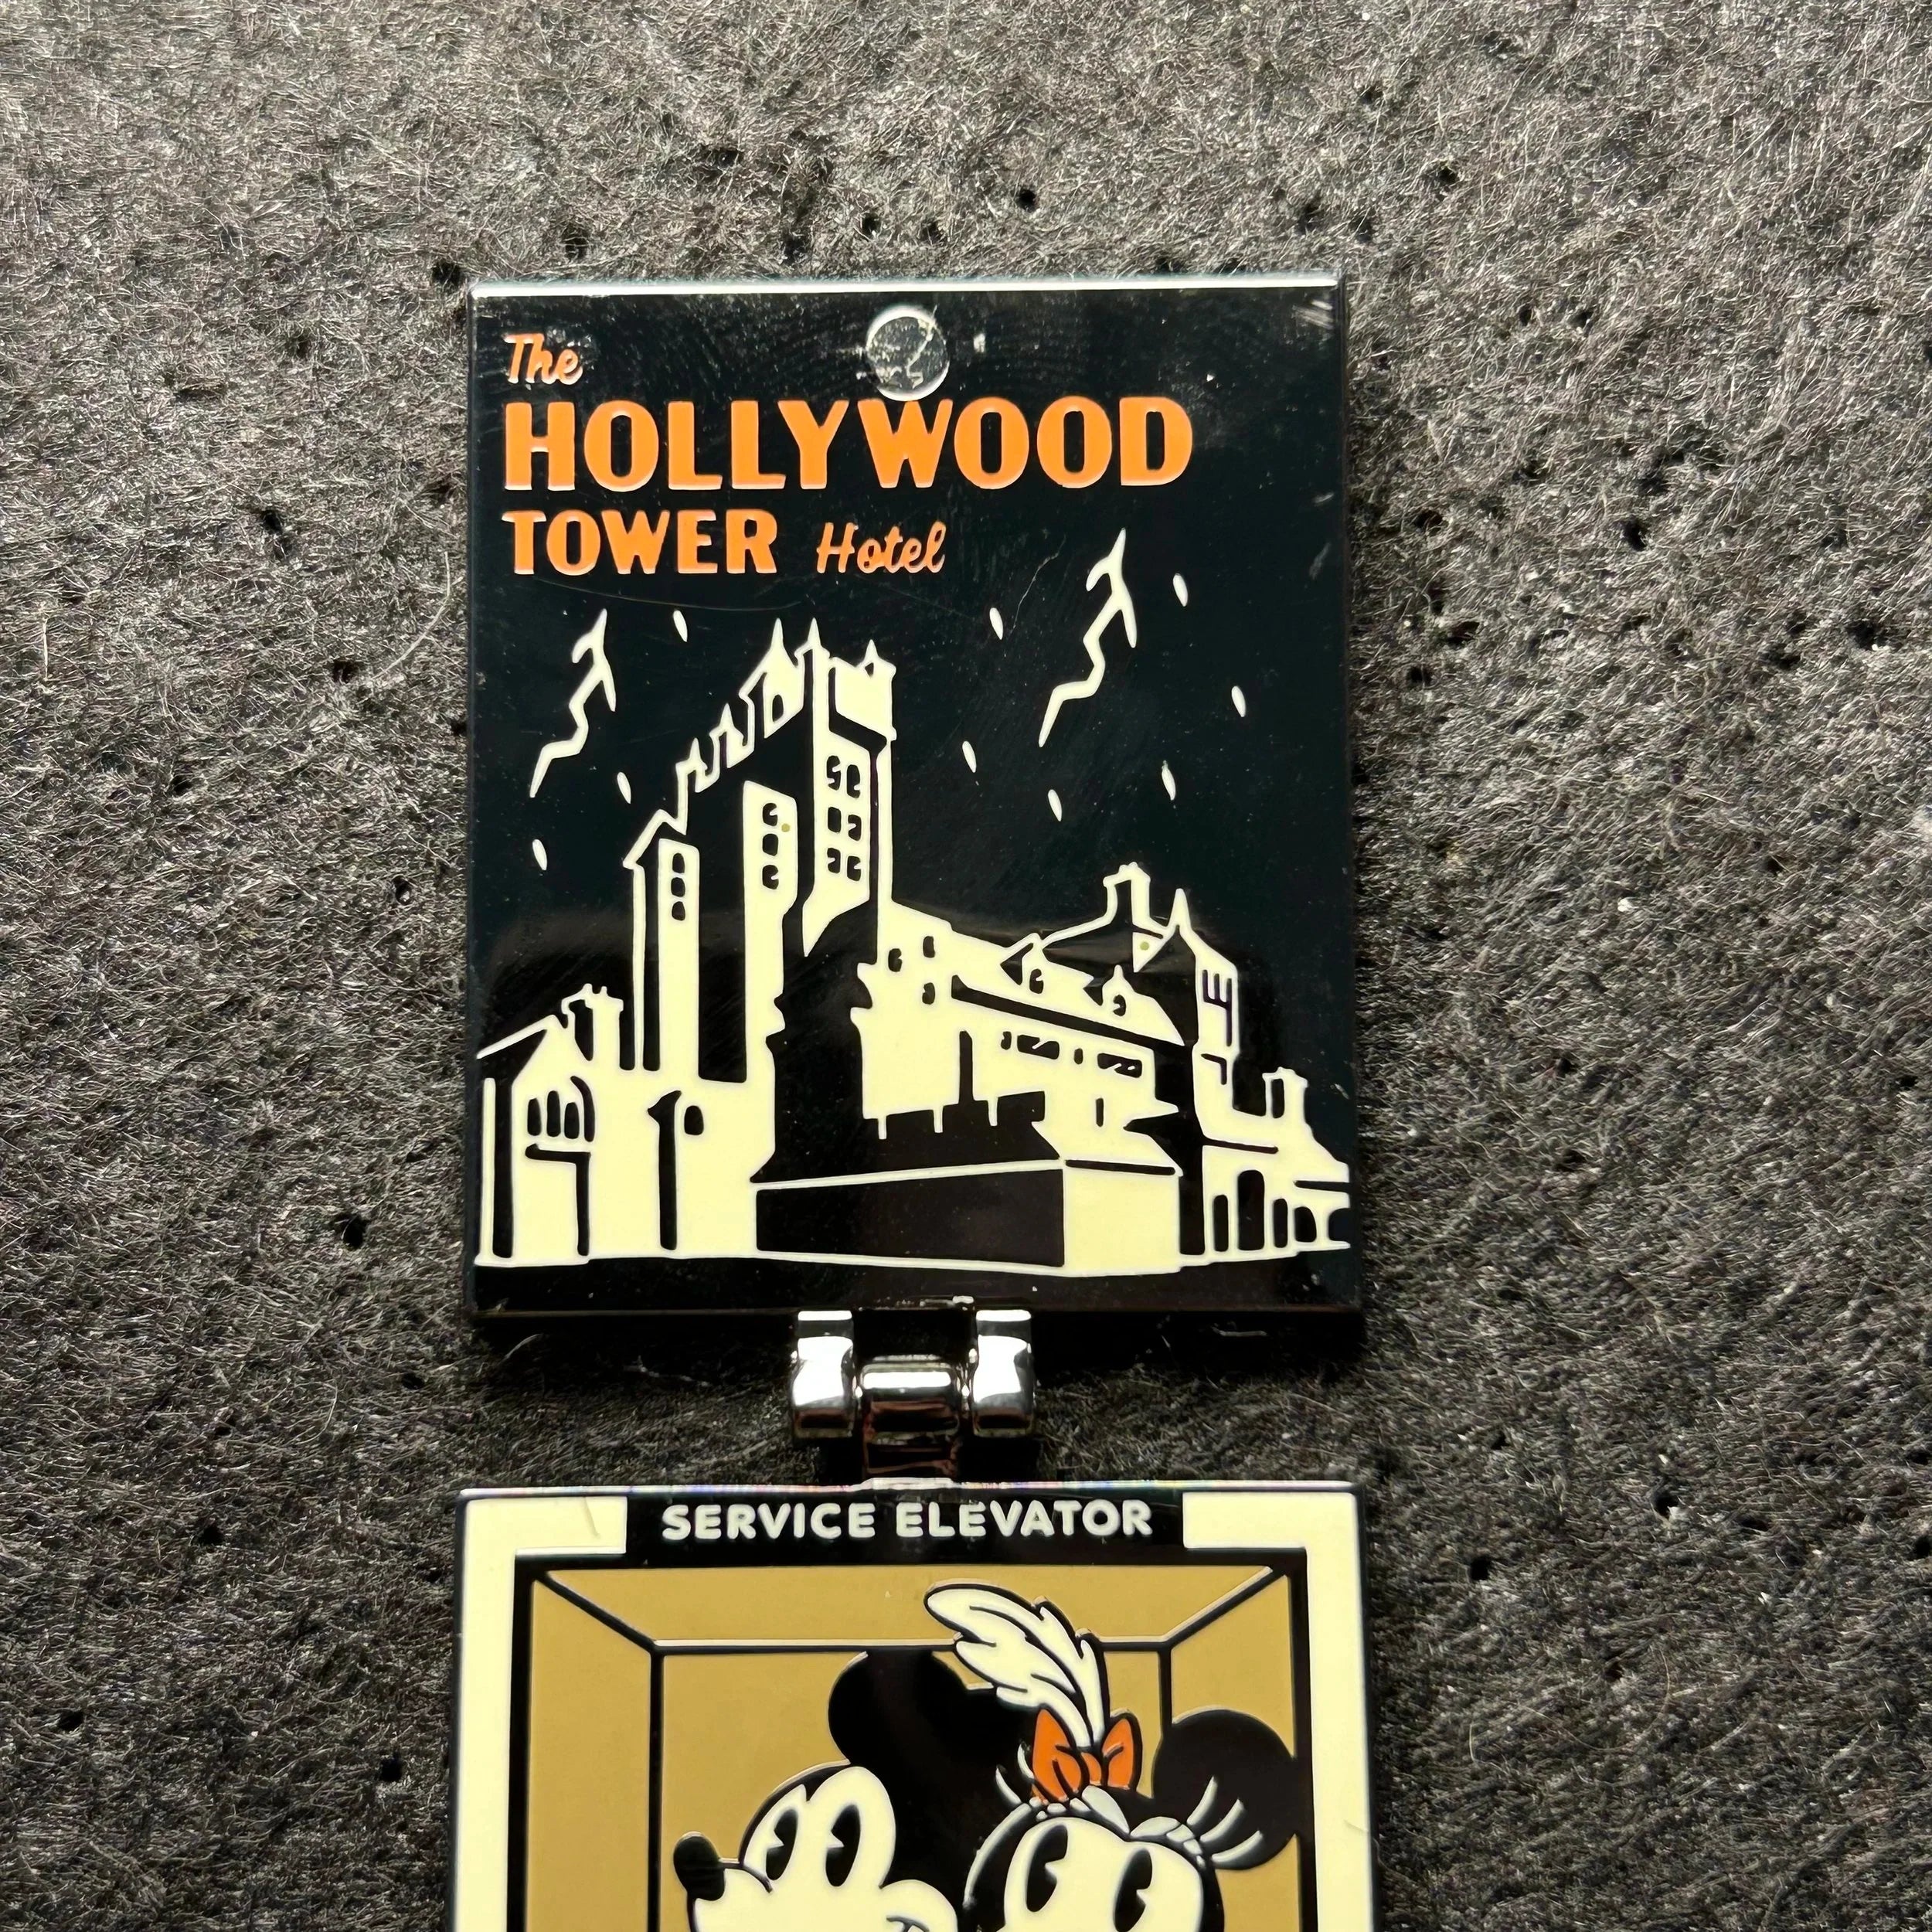 The
HOLLYWOOD
TOWER Hotel
SERVICE ELEVATOR